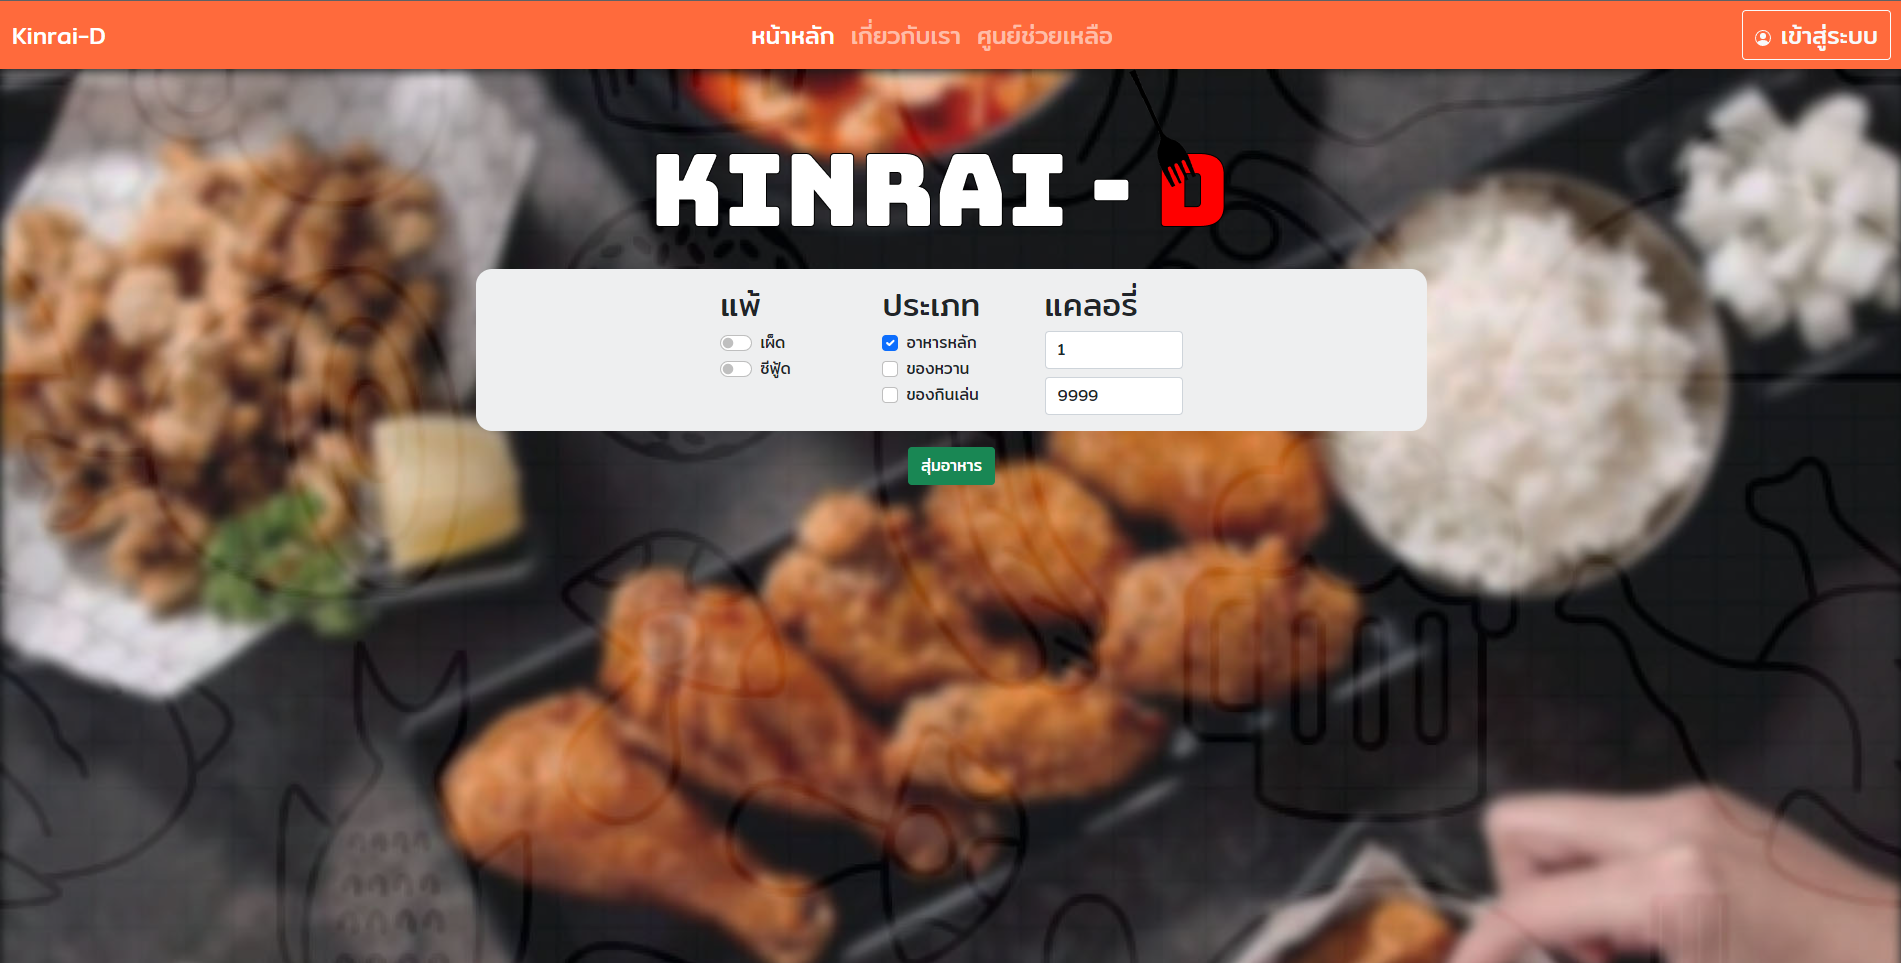 Kinrai-D
หน้าหลัก เกี่ยวกับเรา ศูนย์ช่วยเหลือ
เข้าสู่ระบบ
KINRAI-D
แพ้
เผ็ด
ซีฟู้ด
ประเภท
อาหารหลัก
ของหวาน
ของกินเล่น
แคลอรี่
1
9999
สุ่มอาหาร